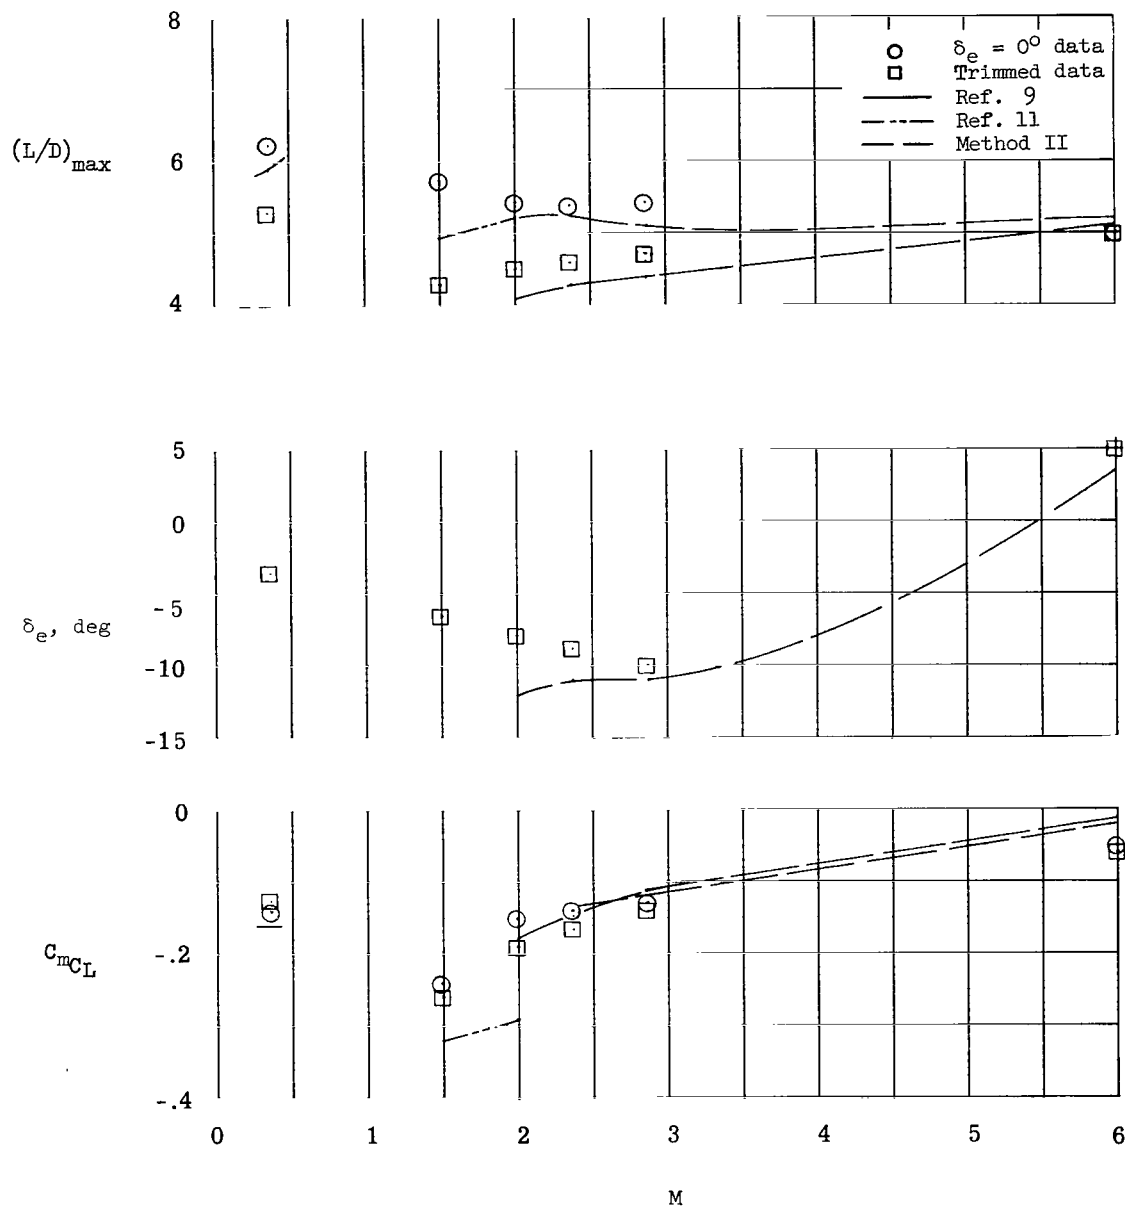 8
δe = 0° data
Trimmed data
Ref. 9
Ref. 11
Method II
(L/D)max
6
4
5
0
-5
δe, deg
-10
-15
0
CmCL
-.2
-.4
0 1 2 3 4 5 6
M